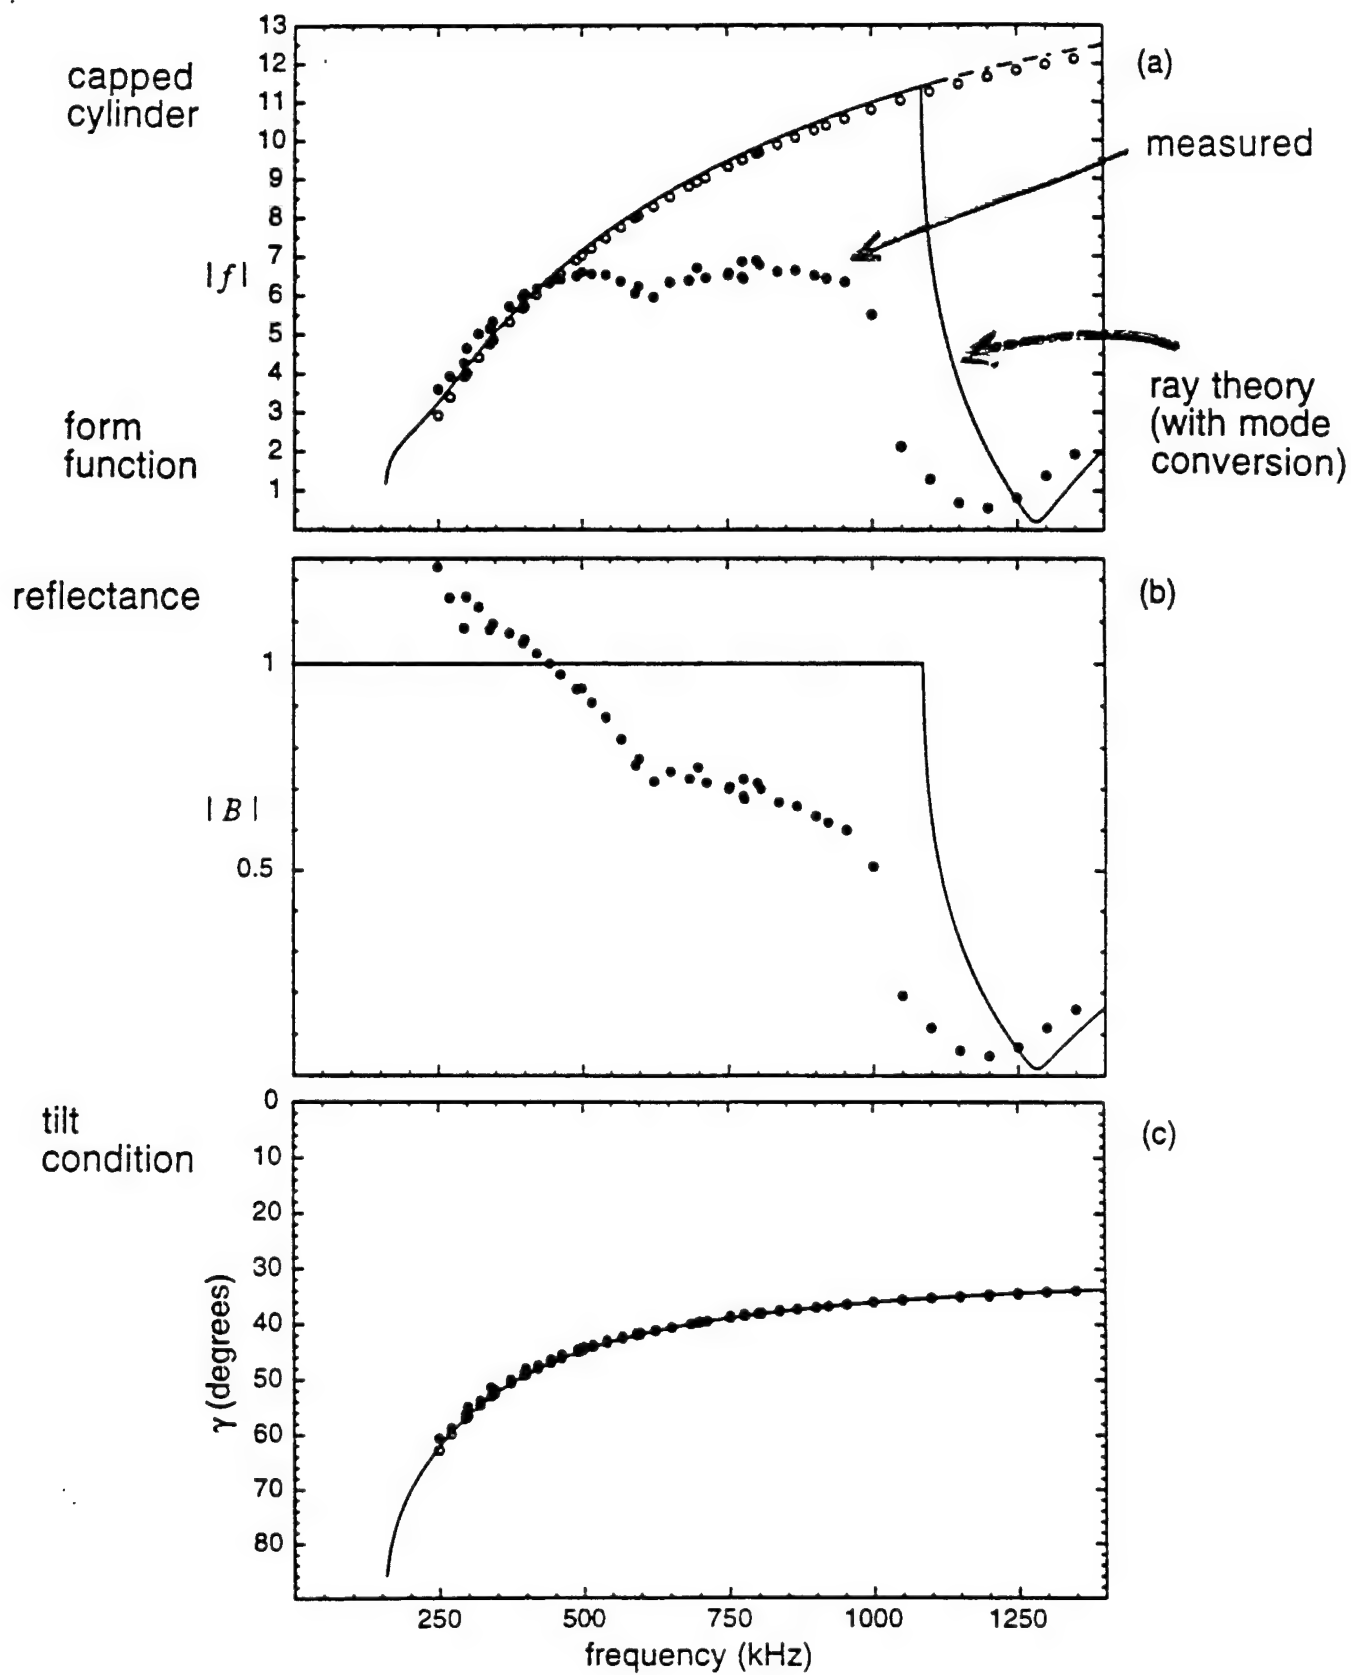 13
12
11
10
9
8
7
6
5
4
3
2
1
capped
cylinder
|f|
form
function
(a)
measured
ray theory
(with mode
conversion)
reflectance
1
|B|
0.5
(b)
tilt
condition
0
10
20
30
40
50
60
70
80
γ (degrees)
(c)
250 500 750 1000 1250
frequency (kHz)